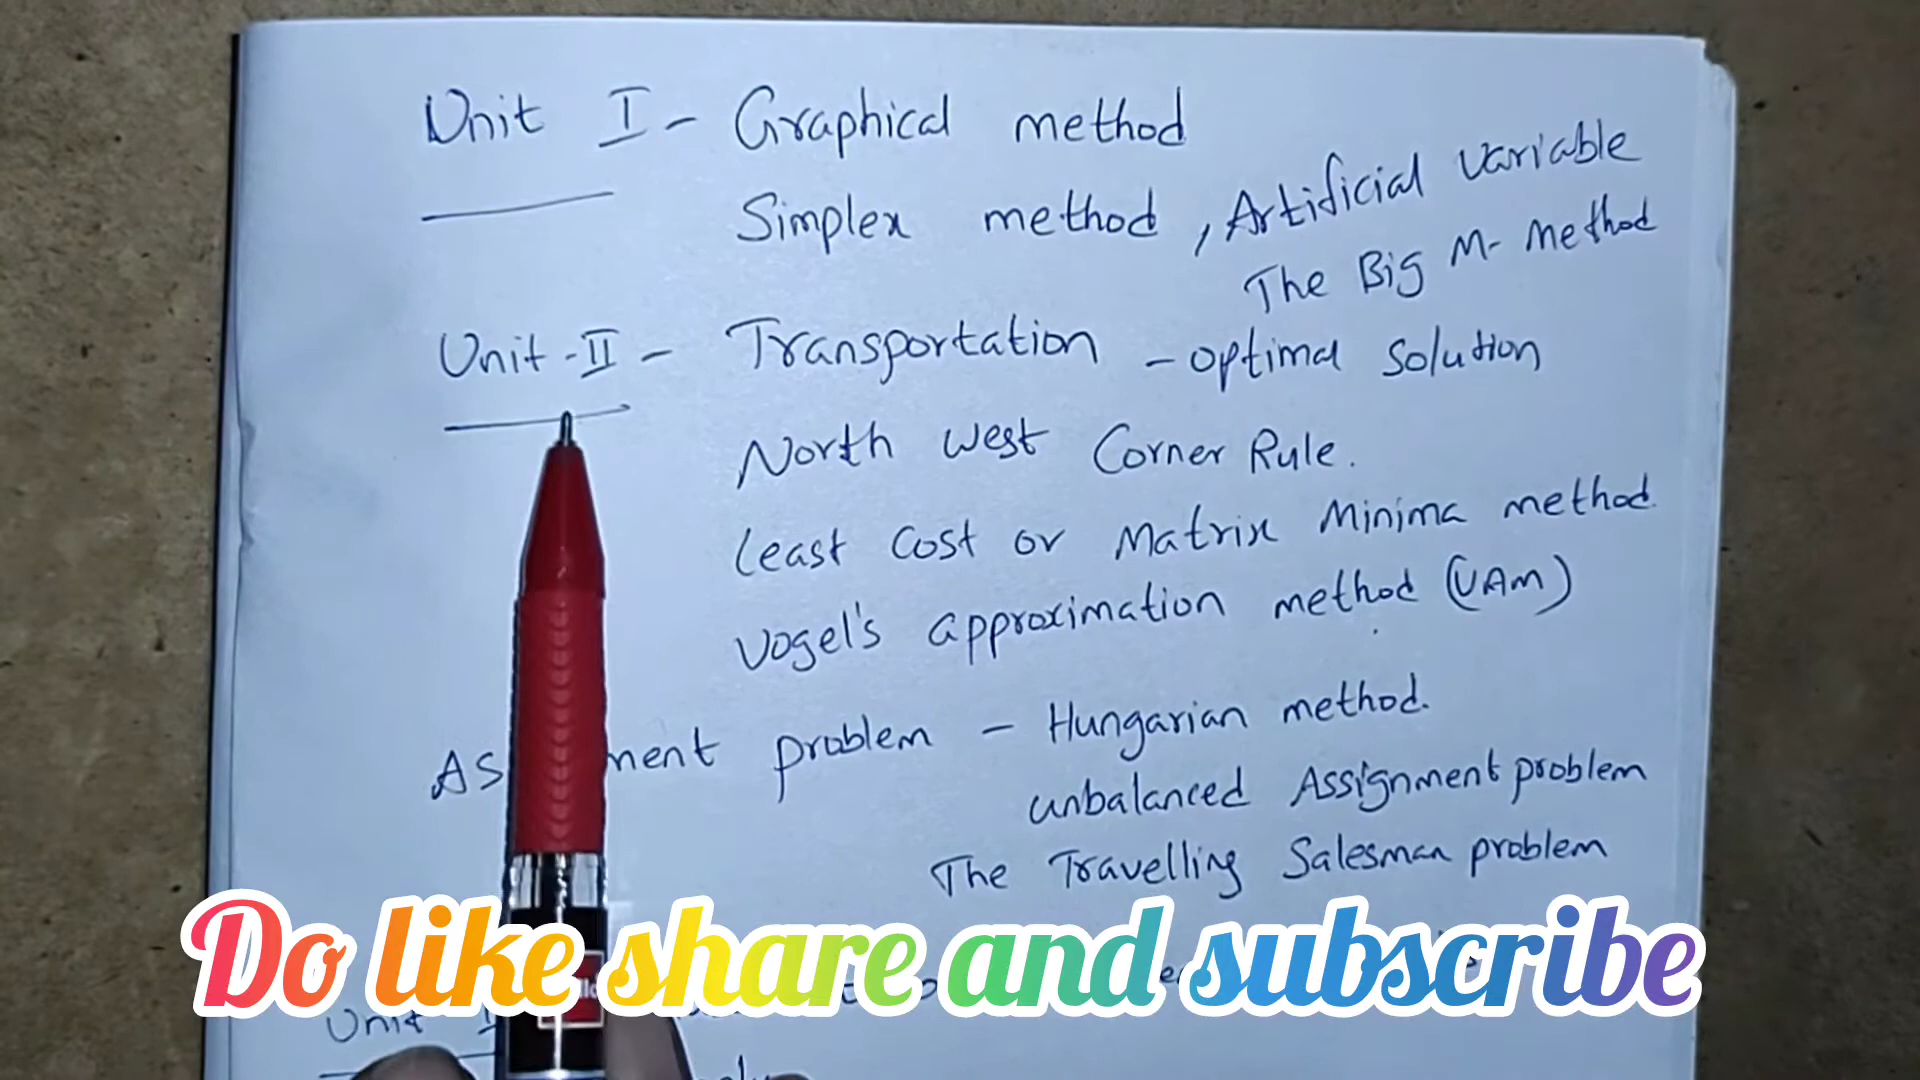 Unit I - Graphical method
Simplex method , Artificial variable
The Big M- Method
Unit -II - Transportation - optimal solution
North west Corner Rule.
Least Cost or Matrix Minima method.
Vogel's approximation method (VAM)
problem - Hungarian method.
unbalanced Assignment problem
The Travelling Salesman problem
Do like share and subscribe
Unit